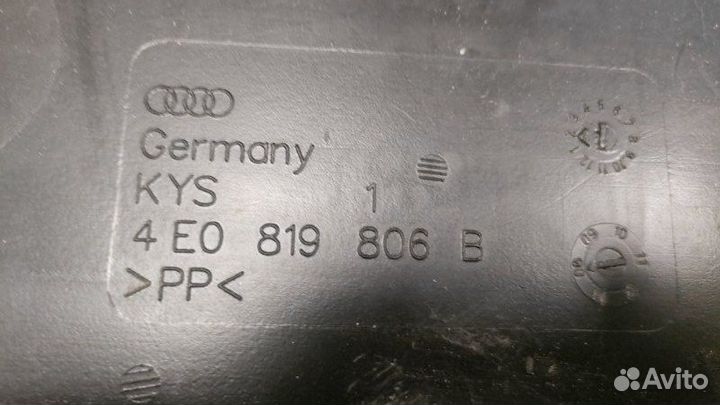 Germany
KYS 1
4E0 819 806 B
>PP<
Avito